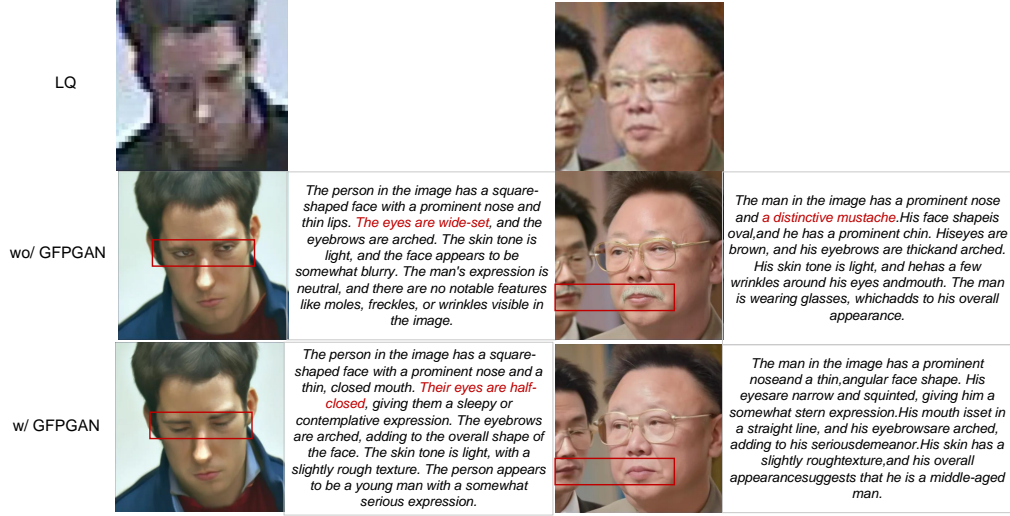 LQ
wo/ GFPGAN
The person in the image has a square-
shaped face with a prominent nose and
thin lips. The eyes are wide-set, and the
eyebrows are arched. The skin tone is
light, and the face appears to be
somewhat blurry. The man's expression is
neutral, and there are no notable features
like moles, freckles, or wrinkles visible in
the image.
The man in the image has a prominent nose
and a distinctive mustache.His face shapeis
oval,and he has a prominent chin. Hiseyes are
brown, and his eyebrows are thickand arched.
His skin tone is light, and hehas a few
wrinkles around his eyes andmouth. The man
is wearing glasses, whichadds to his overall
appearance.
w/ GFPGAN
The person in the image has a square-
shaped face with a prominent nose and a
thin, closed mouth. Their eyes are half-
closed, giving them a sleepy or
contemplative expression. The eyebrows
are arched, adding to the overall shape of
the face. The skin tone is light, with a
slightly rough texture. The person appears
to be a young man with a somewhat
serious expression.
The man in the image has a prominent
noseand a thin,angular face shape. His
eyesare narrow and squinted, giving him a
somewhat stern expression.His mouth isset in
a straight line, and his eyebrowsare arched,
adding to his seriousdemeanor.His skin has a
slightly roughtexture,and his overall
appearancesuggests that he is a middle-aged
man.